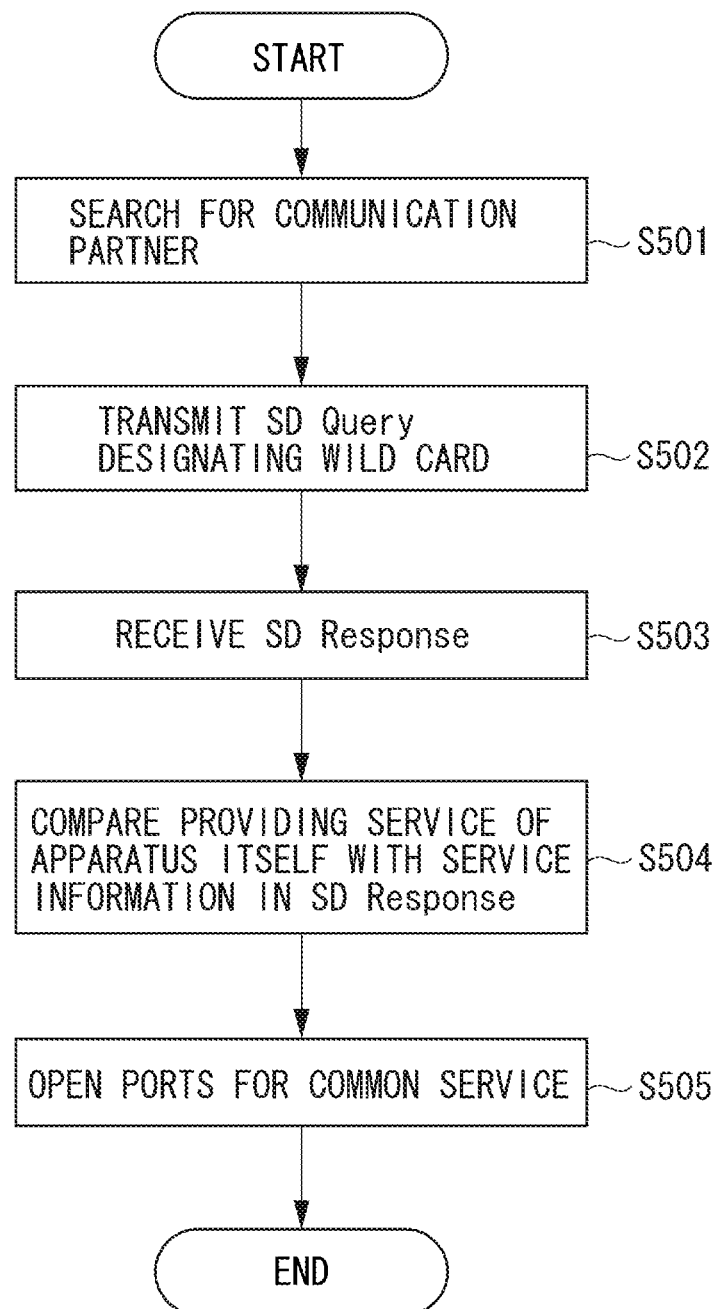 START
SEARCH FOR COMMUNICATION
PARTNER
S501
TRANSMIT SD Query
DESIGNATING WILD CARD
S502
RECEIVE SD Response
S503
COMPARE PROVIDING SERVICE OF
APPARATUS ITSELF WITH SERVICE
INFORMATION IN SD Response
S504
OPEN PORTS FOR COMMON SERVICE
S505
END